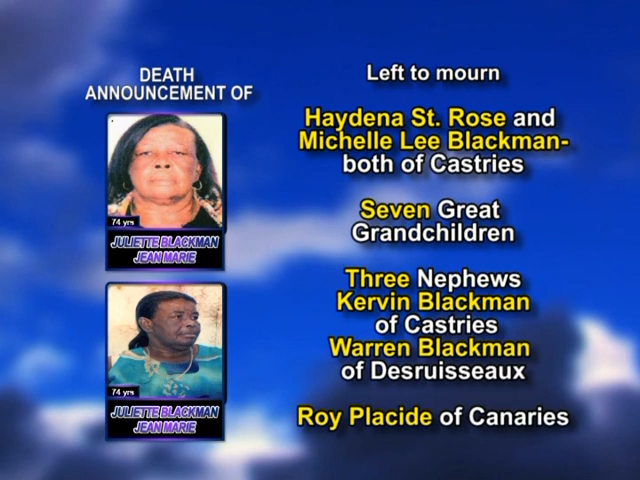 DEATH
ANNOUNCEMENT OF
74 yrs
JULIETTE BLACKMAN
JEAN MARIE
74 yrs
JULIETTE BLACKMAN
JEAN MARIE
Left to mourn
Haydena St. Rose and
Michelle Lee Blackman-
both of Castries
Seven Great
Grandchildren
Three Nephews
Kervin Blackman
of Castries
Warren Blackman
of Desruisseaux
Roy Placide of Canaries